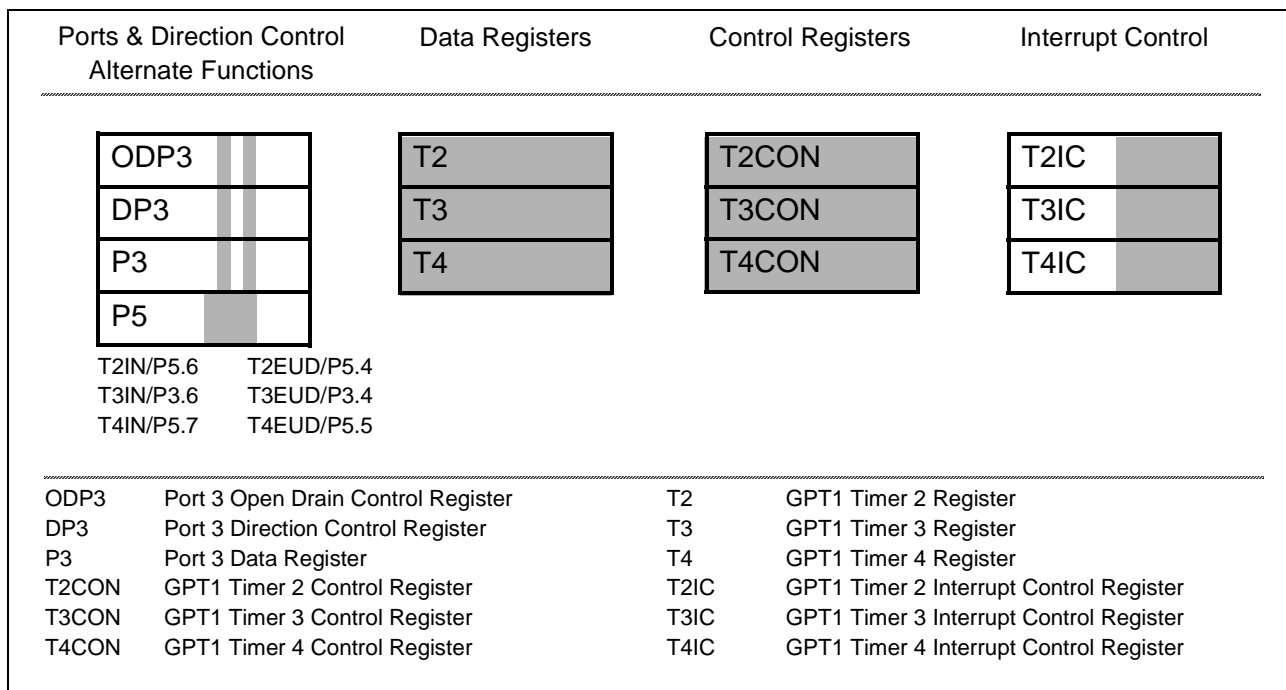 Ports & Direction Control Data Registers Control Registers Interrupt Control
Alternate Functions
ODP3 T2 T2CON T2IC
DP3 T3 T3CON T3IC
P3 T4 T4CON T4IC
P5
T2IN/P5.6 T2EUD/P5.4
T3IN/P3.6 T3EUD/P3.4
T4IN/P5.7 T4EUD/P5.5
ODP3 Port 3 Open Drain Control Register T2 GPT1 Timer 2 Register
DP3 Port 3 Direction Control Register T3 GPT1 Timer 3 Register
P3 Port 3 Data Register T4 GPT1 Timer 4 Register
T2CON GPT1 Timer 2 Control Register T2IC GPT1 Timer 2 Interrupt Control Register
T3CON GPT1 Timer 3 Control Register T3IC GPT1 Timer 3 Interrupt Control Register
T4CON GPT1 Timer 4 Control Register T4IC GPT1 Timer 4 Interrupt Control Register